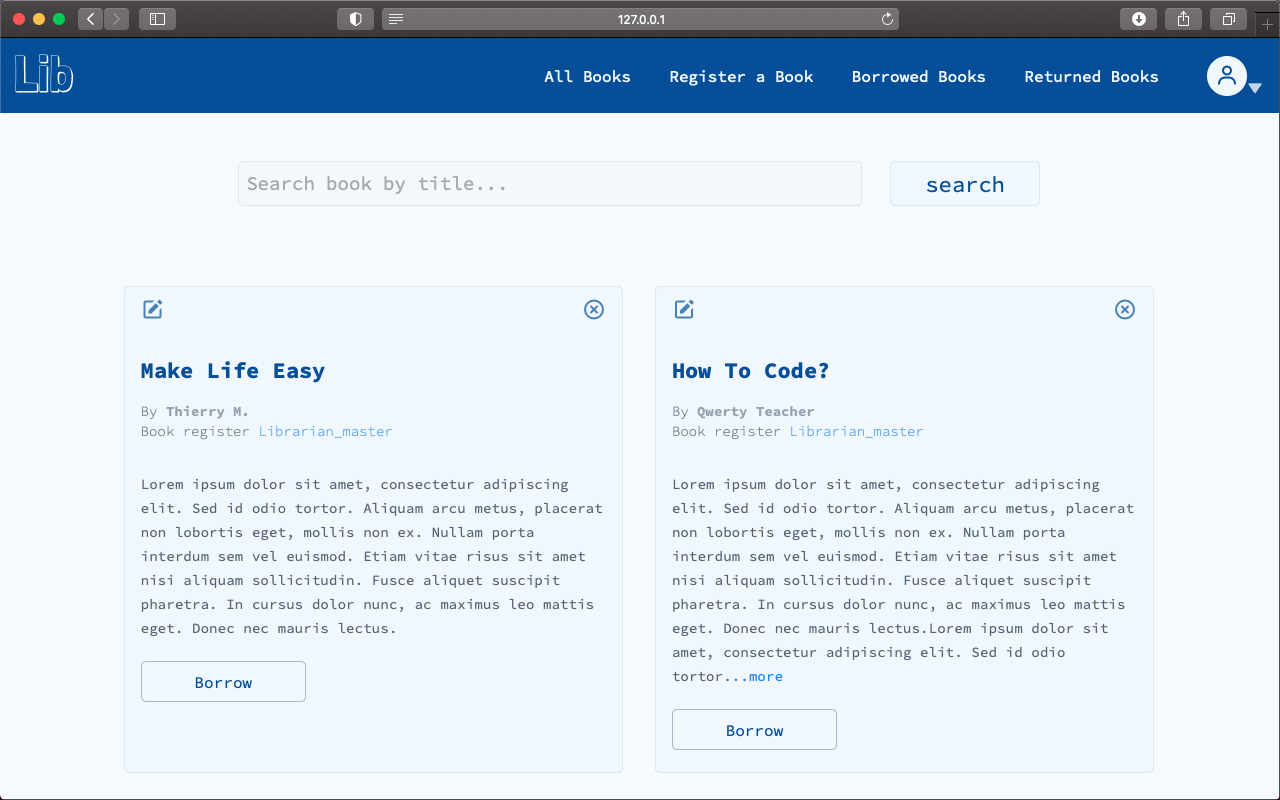 127.0.0.1
Lib
All Books
Register a Book
Borrowed Books
Returned Books
Search book by title...
search
Make Life Easy
By Thierry M.
Book register Librarian_master
Lorem ipsum dolor sit amet, consectetur adipiscing
elit. Sed id odio tortor. Aliquam arcu metus, placerat
non lobortis eget, mollis non ex. Nullam porta
interdum sem vel euismod. Etiam vitae risus sit amet
nisi aliquam sollicitudin. Fusce aliquet suscipit
pharetra. In cursus dolor nunc, ac maximus leo mattis
eget. Donec nec mauris lectus.
Borrow
How To Code?
By Qwerty Teacher
Book register Librarian_master
Lorem ipsum dolor sit amet, consectetur adipiscing
elit. Sed id odio tortor. Aliquam arcu metus, placerat
non lobortis eget, mollis non ex. Nullam porta
interdum sem vel euismod. Etiam vitae risus sit amet
nisi aliquam sollicitudin. Fusce aliquet suscipit
pharetra. In cursus dolor nunc, ac maximus leo mattis
eget. Donec nec mauris lectus.Lorem ipsum dolor sit
amet, consectetur adipiscing elit. Sed id odio
tortor...more
Borrow